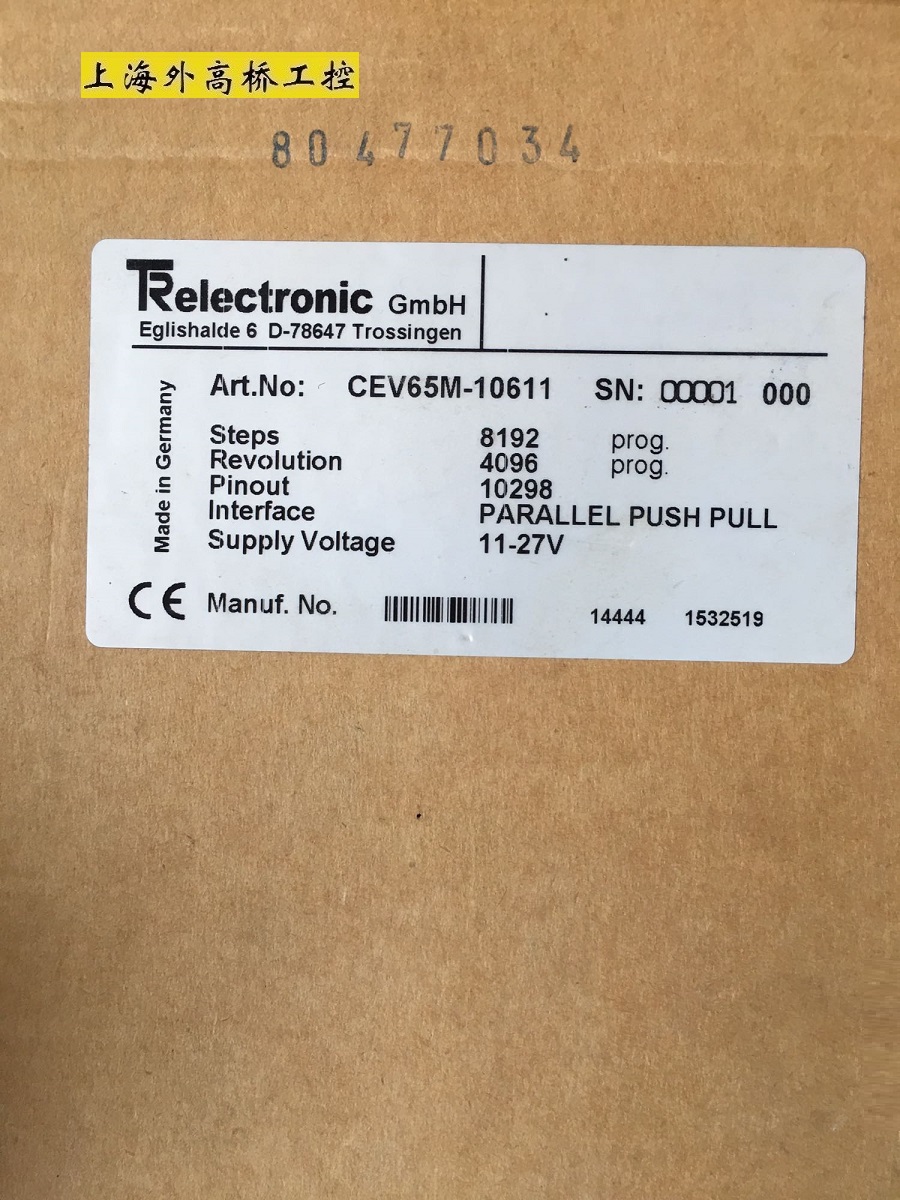 上海外高桥工控
80477034
TRelectronic GmbH
Eglishalde 6 D-78647 Trossingen
Made in Germany
Art.No: CEV65M-10611 SN: 00001 000
Steps 8192 prog.
Revolution 4096 prog.
Pinout 10298
Interface PARALLEL PUSH PULL
Supply Voltage 11-27V
CE Manuf. No. 14444 1532519